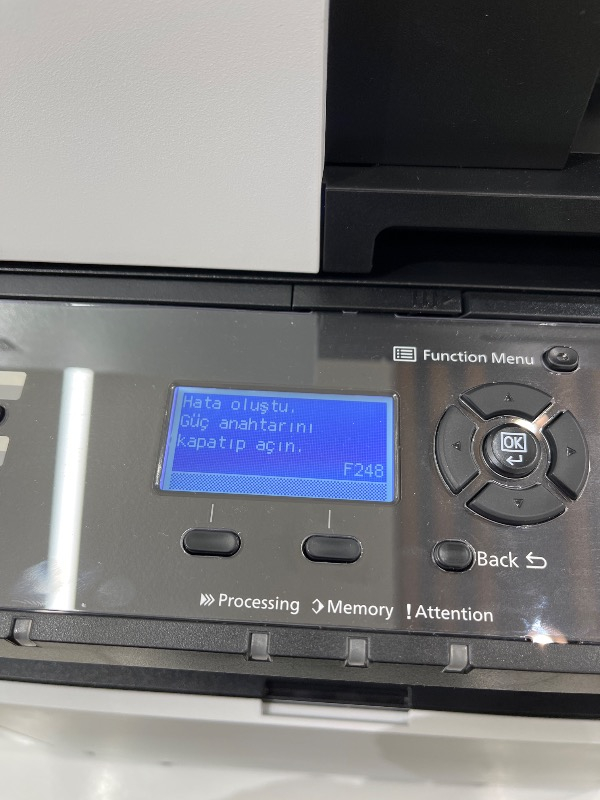 Function Menu
Hata oluştu.
Güç anahtarını
kapatıp açın.
F248
OK
Back
Processing
Memory
Attention